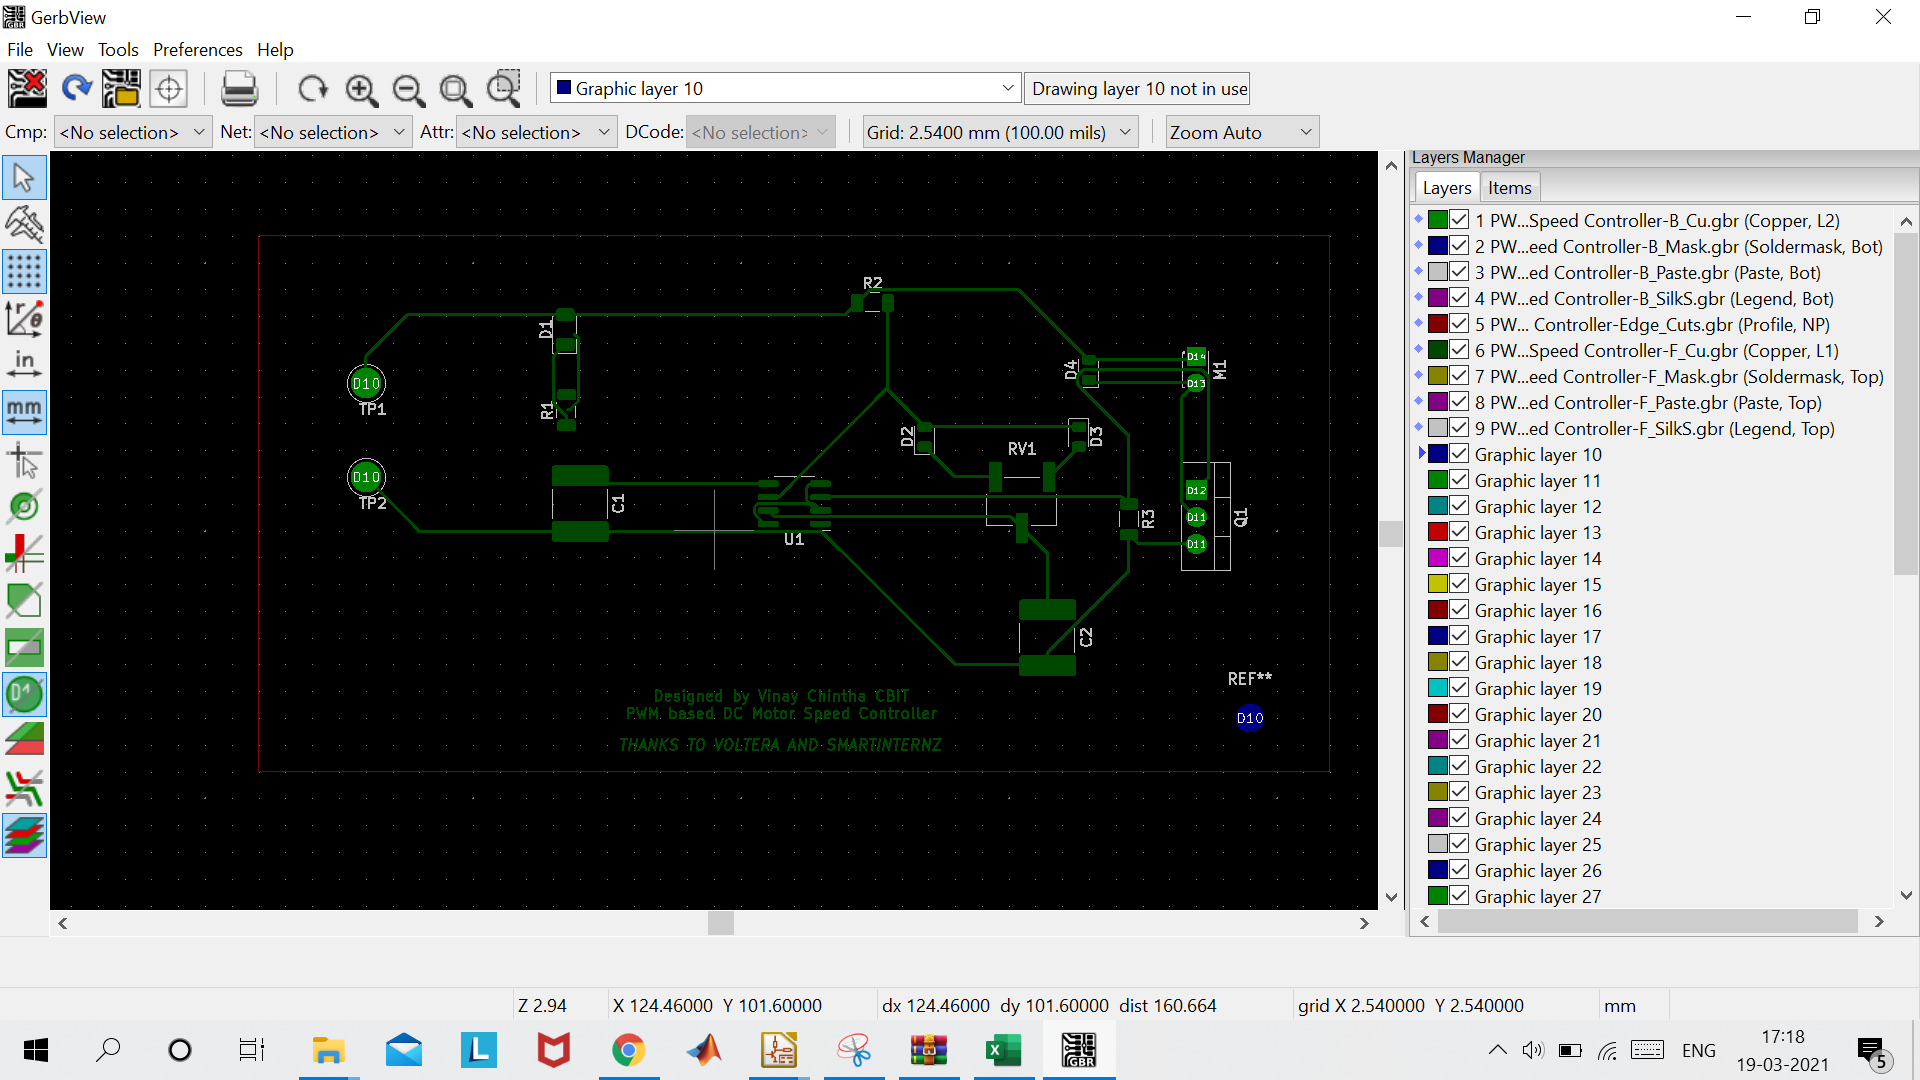 GerbView
File View Tools Preferences Help
Graphic layer 10
Drawing layer 10 not in use
Cmp: <No selection> Net: <No selection> Attr: <No selection> DCode: <No selection> Grid: 2.5400 mm (100.00 mils) Zoom Auto
Layers Manager
Layers Items
1 PW...Speed Controller-B_Cu.gbr (Copper, L2)
2 PW...eed Controller-B_Mask.gbr (Soldermask, Bot)
3 PW...ed Controller-B_Paste.gbr (Paste, Bot)
4 PW...ed Controller-B_SilkS.gbr (Legend, Bot)
5 PW... Controller-Edge_Cuts.gbr (Profile, NP)
6 PW...Speed Controller-F_Cu.gbr (Copper, L1)
7 PW...eed Controller-F_Mask.gbr (Soldermask, Top)
8 PW...ed Controller-F_Paste.gbr (Paste, Top)
9 PW...ed Controller-F_SilkS.gbr (Legend, Top)
Graphic layer 10
Graphic layer 11
Graphic layer 12
Graphic layer 13
Graphic layer 14
Graphic layer 15
Graphic layer 16
Graphic layer 17
Graphic layer 18
Graphic layer 19
Graphic layer 20
Graphic layer 21
Graphic layer 22
Graphic layer 23
Graphic layer 24
Graphic layer 25
Graphic layer 26
Graphic layer 27
in
mm
R2
D1
D14
D4
M1
D10
D13
TP1
R1
D2
D3
RV1
D10
TP2
C1
D12
R3
D11
Q1
U1
D11
C2
REF**
D10
Designed by Vinay Chintha CBIT
PWM based DC Motor Speed Controller
THANKS TO VOLTERA AND SMARTINTERNZ
Z 2.94
X 124.46000 Y 101.60000
dx 124.46000 dy 101.60000 dist 160.664
grid X 2.540000 Y 2.540000
mm
GBR
ENG
17:18
19-03-2021
5